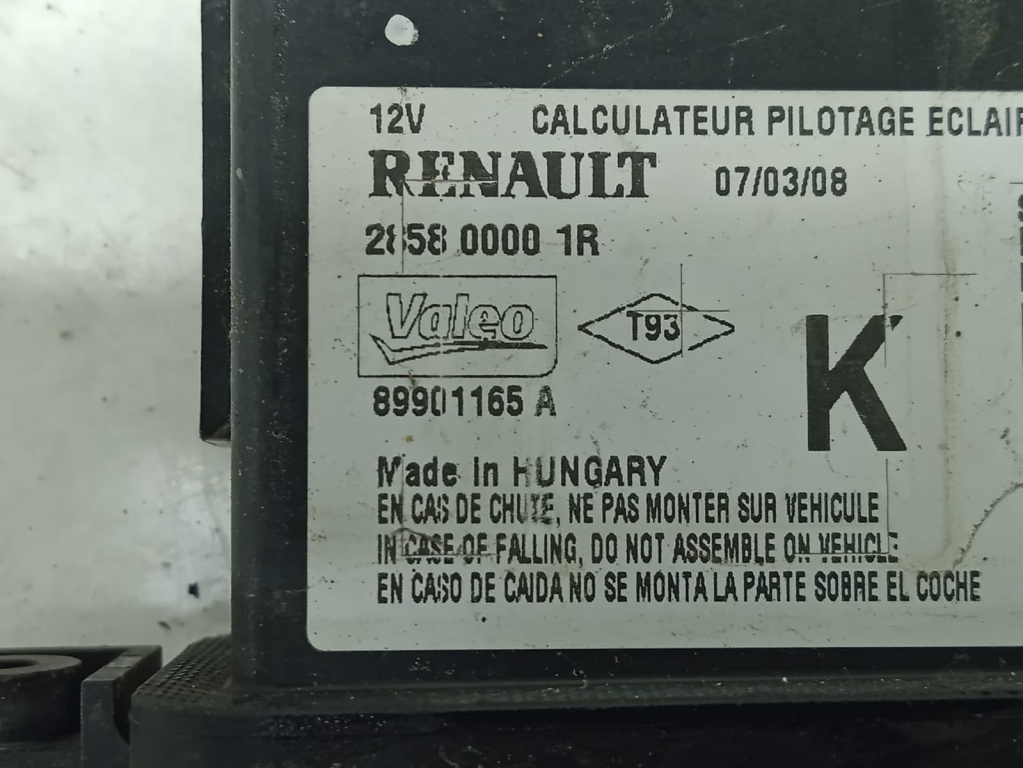 12V CALCULATEUR PILOTAGE ECLAIR
RENAULT 07/03/08
28580 0000 1R
Valeo
T93
K
89901165 A
Made In HUNGARY
EN CAS DE CHUTE, NE PAS MONTER SUR VEHICULE
IN CASE OF FALLING, DO NOT ASSEMBLE ON VEHICLE
EN CASO DE CAIDA NO SE MONTA LA PARTE SOBRE EL COCHE